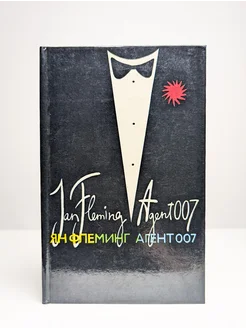 Jan Fleming Agent 007
ЯН ФЛЕМИНГ АГЕНТ 007